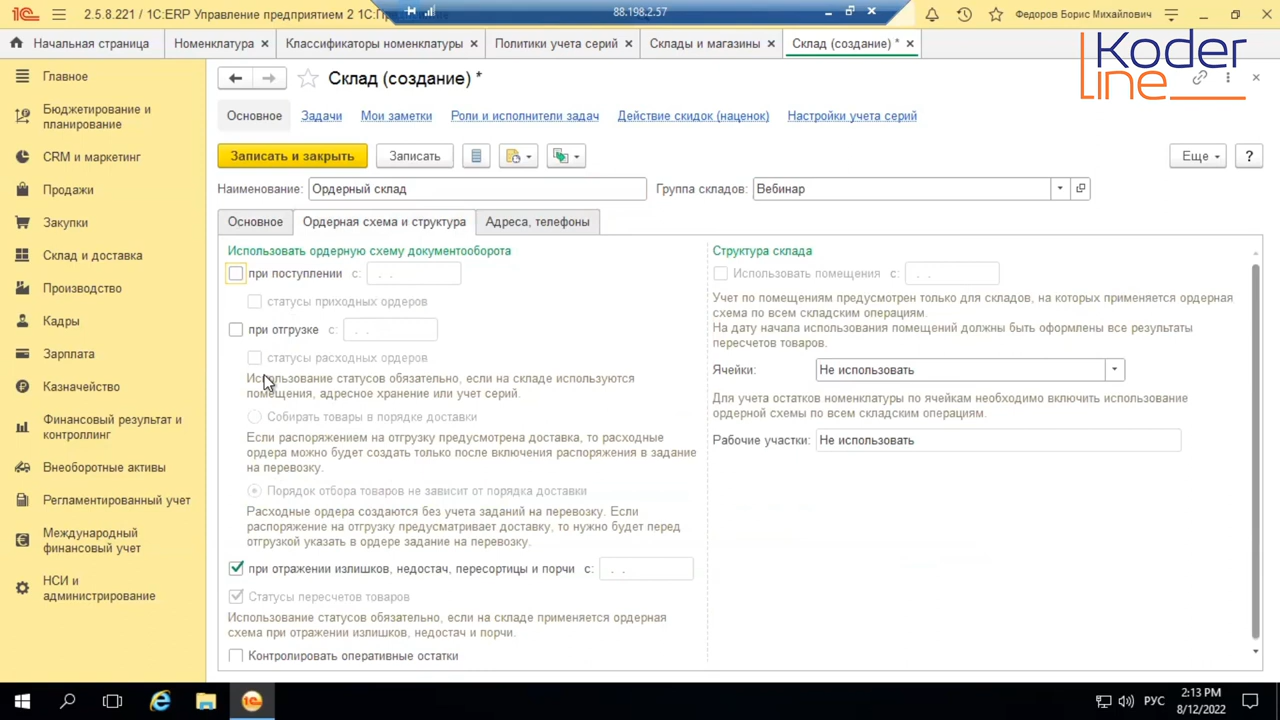 2.5.8.221 / 1С:ERP Управление предприятием 2 1С:Пр
88.198.2.57
Федоров Борис Михайлович
Начальная страница
Номенклатура
Классификаторы номенклатуры
Политики учета серий
Склады и магазины
Склад (создание) *
Koder
line
Главное
Бюджетирование и
планирование
CRM и маркетинг
Продажи
Закупки
Склад и доставка
Производство
Кадры
Зарплата
Казначейство
Финансовый результат и
контроллинг
Внеоборотные активы
Регламентированный учет
Международный
финансовый учет
НСИ и
администрирование
Склад (создание) *
Основное
Задачи
Мои заметки
Роли и исполнители задач
Действие скидок (наценок)
Настройки учета серий
Записать и закрыть
Записать
Еще
?
Наименование: Ордерный склад
Группа складов: Вебинар
Основное
Ордерная схема и структура
Адреса, телефоны
Использовать ордерную схему документооборота
при поступлении с: . .
статусы приходных ордеров
при отгрузке с: . .
статусы расходных ордеров
Использование статусов обязательно, если на складе используются
помещения, адресное хранение или учет серий.
Собирать товары в порядке доставки
Если распоряжением на отгрузку предусмотрена доставка, то расходные
ордера можно будет создать только после включения распоряжения в задание
на перевозку.
Порядок отбора товаров не зависит от порядка доставки
Расходные ордера создаются без учета заданий на перевозку. Если
распоряжение на отгрузку предусматривает доставку, то нужно будет перед
отгрузкой указать в ордере задание на перевозку.
при отражении излишков, недостач, пересортицы и порчи с: . .
Статусы пересчетов товаров
Использование статусов обязательно, если на складе применяется ордерная
схема при отражении излишков, недостач и порчи.
Контролировать оперативные остатки
Структура склада
Использовать помещения с: . .
Учет по помещениям предусмотрен только для складов, на которых применяется ордерная
схема по всем складским операциям.
На дату начала использования помещений должны быть оформлены все результаты
пересчетов товаров.
Ячейки: Не использовать
Для учета остатков номенклатуры по ячейкам необходимо включить использование
ордерной схемы по всем складским операциям.
Рабочие участки: Не использовать
РУС
2:13 PM
8/12/2022